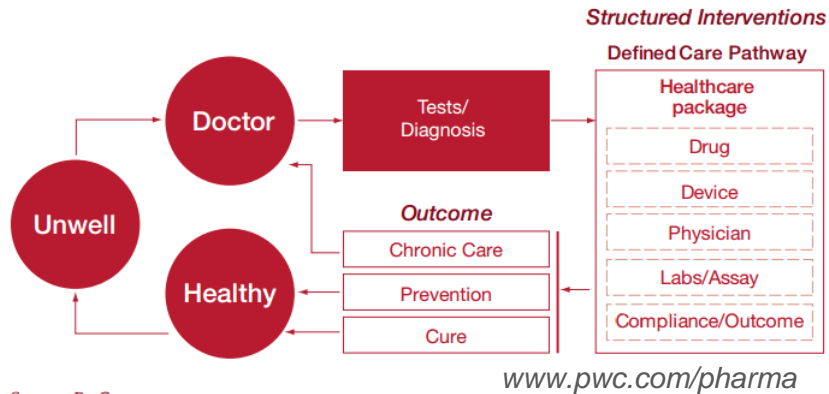 Structured Interventions
Defined Care Pathway
Healthcare
package
Drug
Device
Physician
Labs/Assay
Compliance/Outcome
Doctor
Tests/
Diagnosis
Unwell
Healthy
Outcome
Chronic Care
Prevention
Cure
www.pwc.com/pharma